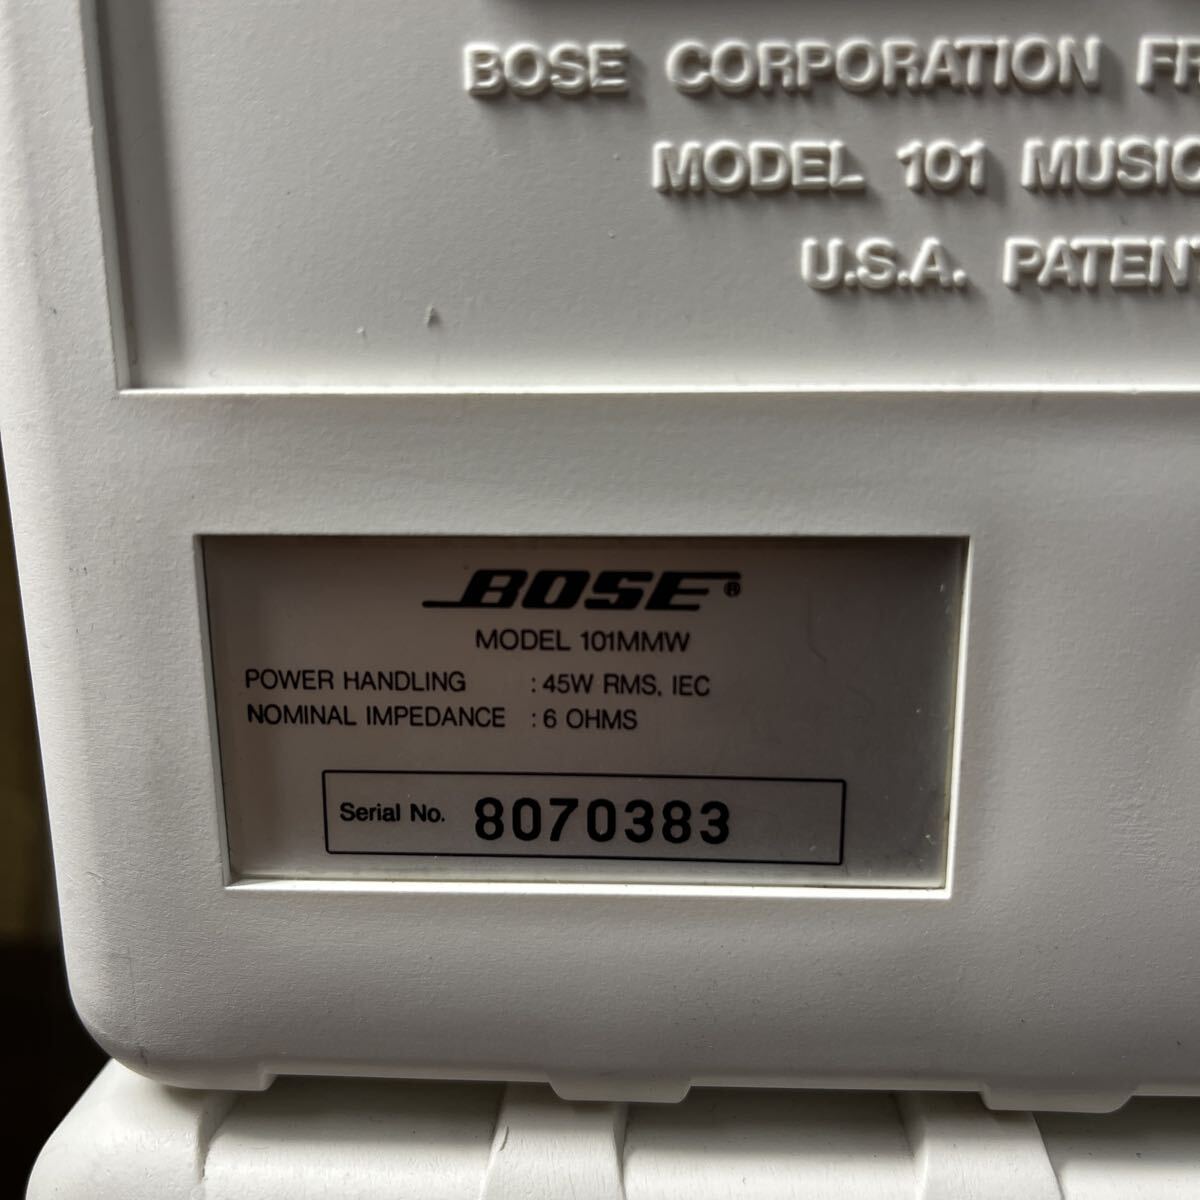 BOSE CORPORATION
MODEL 101
U.S.A.
BOSE®
MODEL 101MMW
POWER HANDLING : 45W RMS, IEC
NOMINAL IMPEDANCE : 6 OHMS
Serial No. 8070383